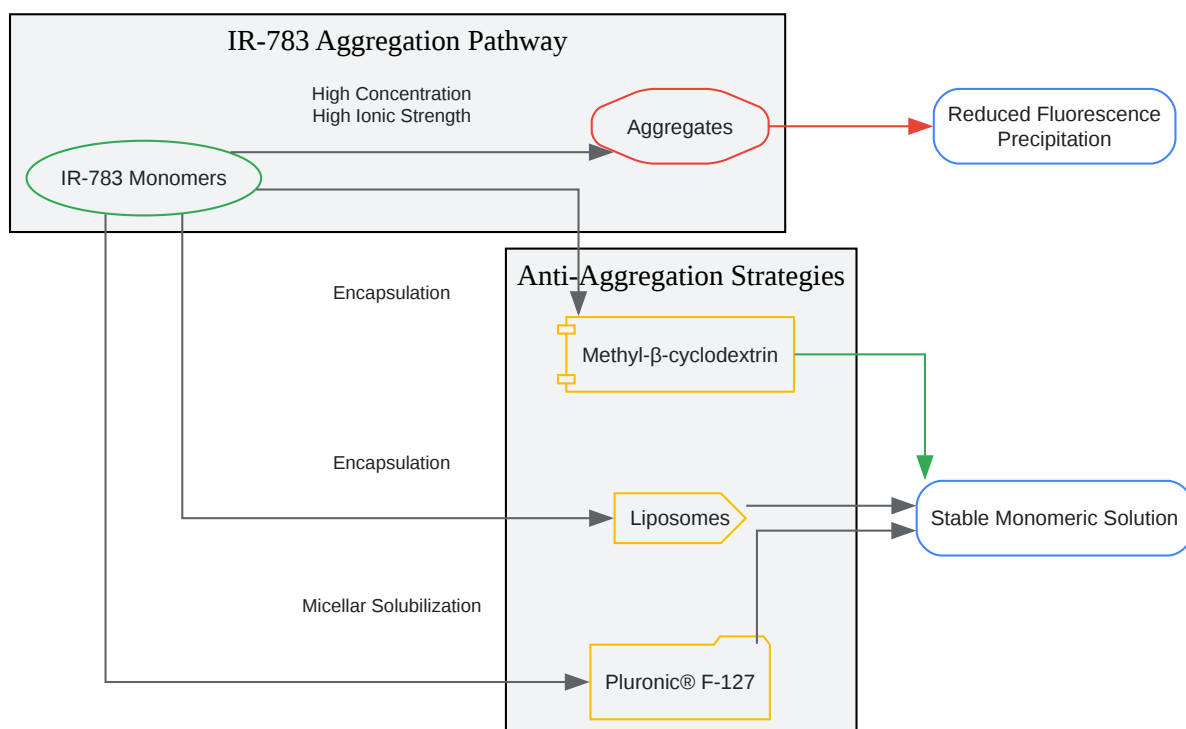 IR-783 Aggregation Pathway
High Concentration
High Ionic Strength
Aggregates
Reduced Fluorescence
Precipitation
IR-783 Monomers
Anti-Aggregation Strategies
Encapsulation
Methyl-β-cyclodextrin
Encapsulation
Liposomes
Stable Monomeric Solution
Micellar Solubilization
Pluronic® F-127